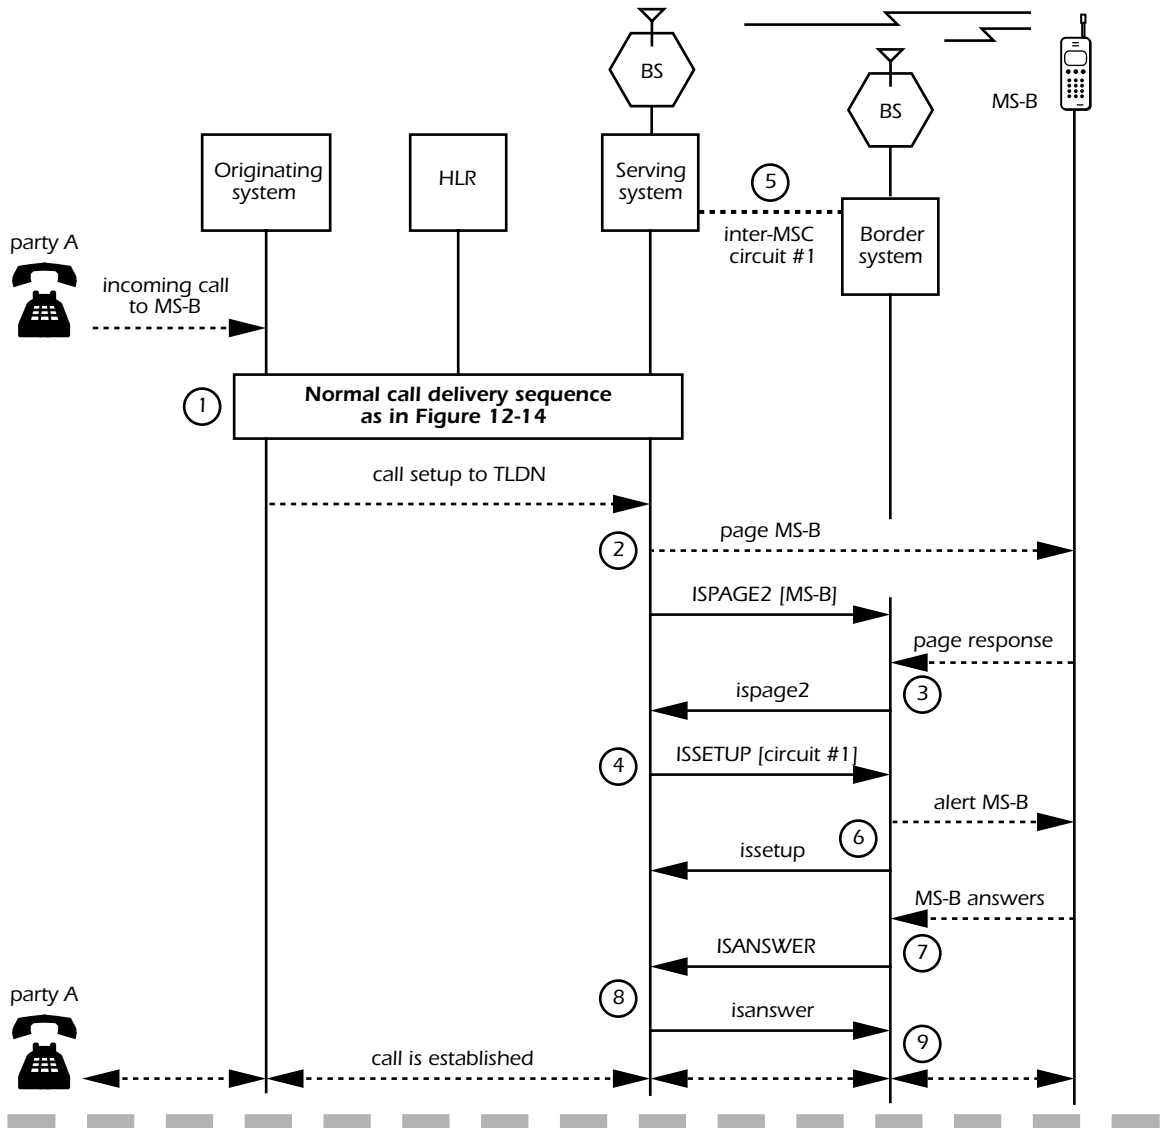 BS
BS
MS-B
Originating
system
HLR
Serving
system
5
inter-MSC
circuit #1
Border
system
party A
incoming call
to MS-B
1
Normal call delivery sequence
as in Figure 12-14
call setup to TLDN
2
page MS-B
ISPAGE2 [MS-B]
page response
ispage2
3
4
ISSETUP [circuit #1]
alert MS-B
6
issetup
MS-B answers
ISANSWER
7
party A
8
isanswer
9
call is established